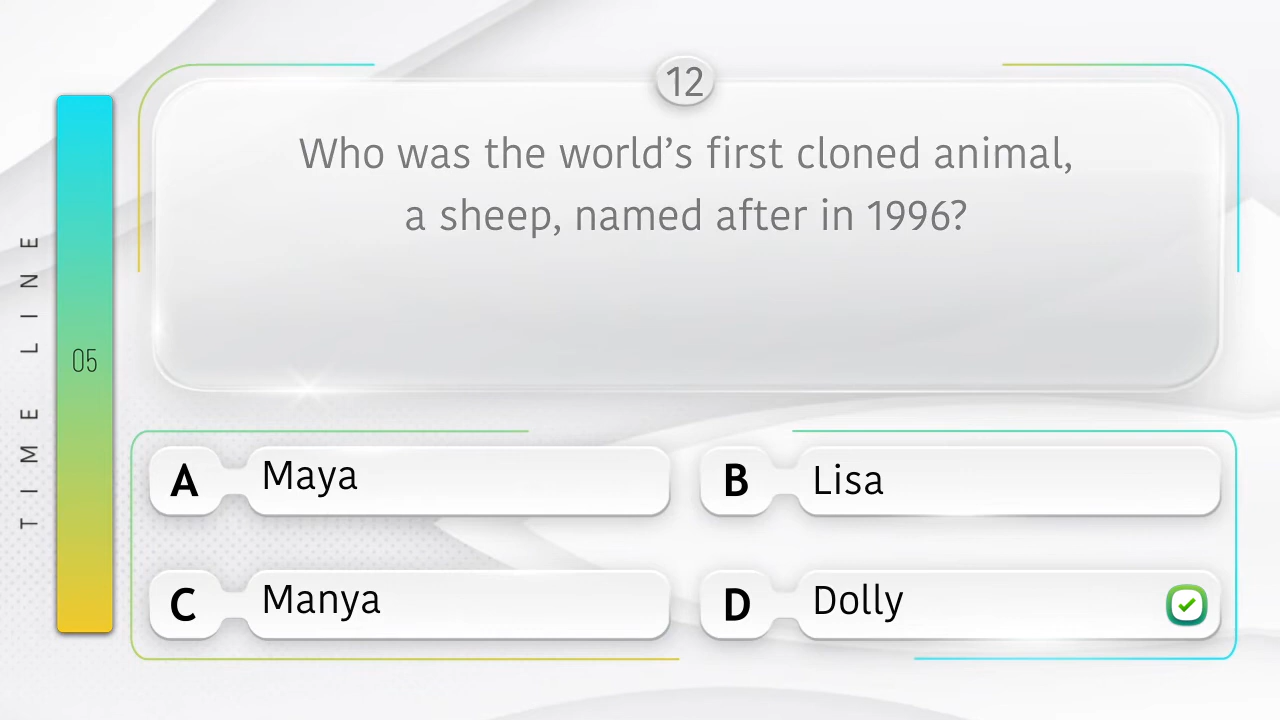 12
Who was the world’s first cloned animal,
a sheep, named after in 1996?
TIME LINE
05
A Maya
B Lisa
C Manya
D Dolly